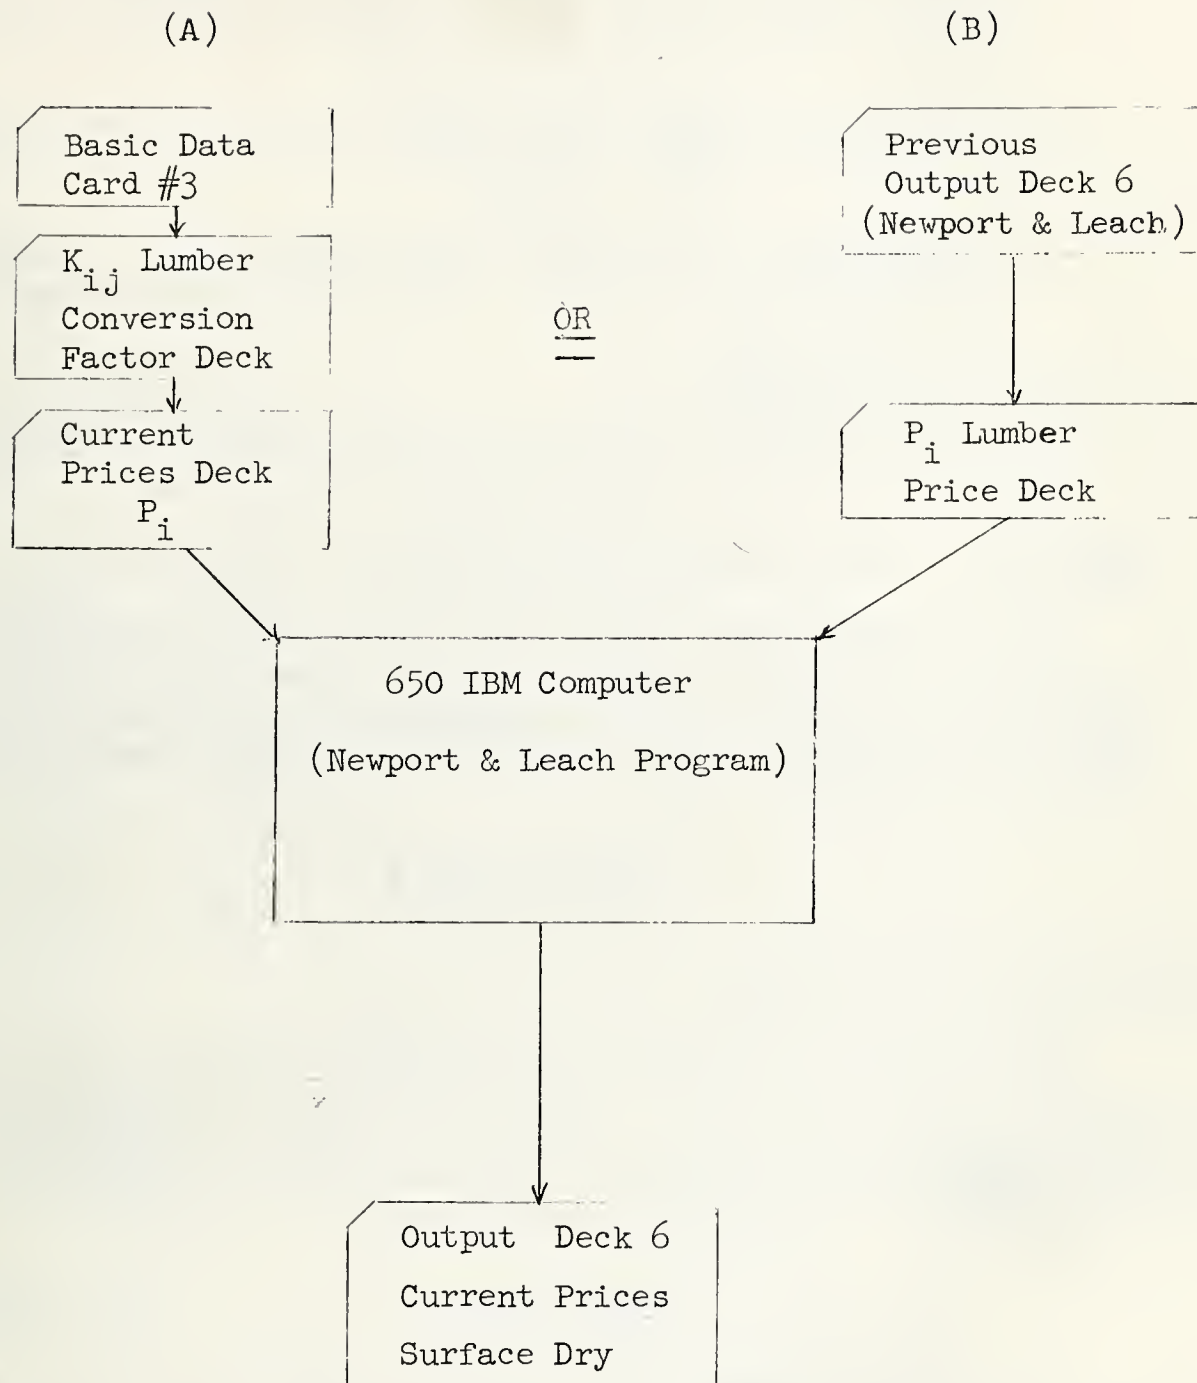 (A)
(B)
Basic Data
Card #3
K_ij Lumber
Conversion
Factor Deck
Current
Prices Deck
P_i
OR
Previous
Output Deck 6
(Newport & Leach)
P_i Lumber
Price Deck
650 IBM Computer
(Newport & Leach Program)
Output Deck 6
Current Prices
Surface Dry